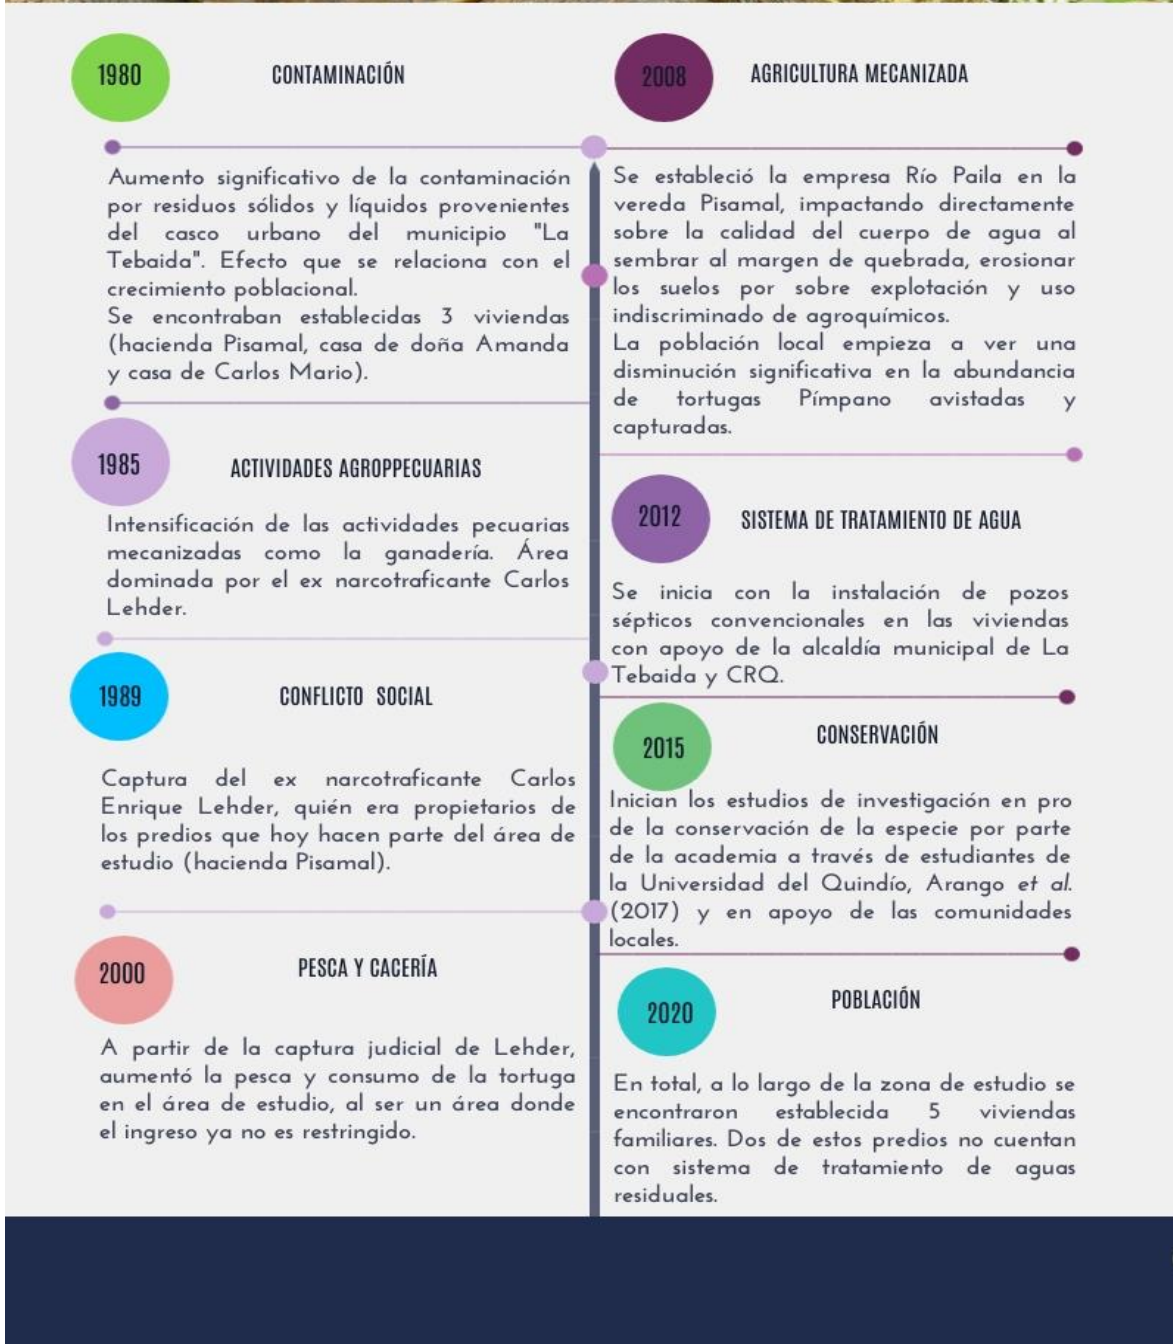 1980
CONTAMINACIÓN
Aumento significativo de la contaminación
por residuos sólidos y líquidos provenientes
del casco urbano del municipio "La
Tebaida". Efecto que se relaciona con el
crecimiento poblacional.
Se encontraban establecidas 3 viviendas
(hacienda Pisamal, casa de doña Amanda
y casa de Carlos Mario).
1985
ACTIVIDADES AGROPPECUARIAS
Intensificación de las actividades pecuarias
mecanizadas como la ganadería. Área
dominada por el ex narcotraficante Carlos
Lehder.
1989
CONFLICTO SOCIAL
Captura del ex narcotraficante Carlos
Enrique Lehder, quién era propietarios de
los predios que hoy hacen parte del área de
estudio (hacienda Pisamal).
2000
PESCA Y CACERÍA
A partir de la captura judicial de Lehder,
aumentó la pesca y consumo de la tortuga
en el área de estudio, al ser un área donde
el ingreso ya no es restringido.
2008
AGRICULTURA MECANIZADA
Se estableció la empresa Río Paila en la
vereda Pisamal, impactando directamente
sobre la calidad del cuerpo de agua al
sembrar al margen de quebrada, erosionar
los suelos por sobre explotación y uso
indiscriminado de agroquímicos.
La población local empieza a ver una
disminución significativa en la abundancia
de tortugas Pímpano avistadas y
capturadas.
2012
SISTEMA DE TRATAMIENTO DE AGUA
Se inicia con la instalación de pozos
sépticos convencionales en las viviendas
con apoyo de la alcaldía municipal de La
Tebaida y CRQ.
2015
CONSERVACIÓN
Inician los estudios de investigación en pro
de la conservación de la especie por parte
de la academia a través de estudiantes de
la Universidad del Quindío, Arango et al.
(2017) y en apoyo de las comunidades
locales.
2020
POBLACIÓN
En total, a lo largo de la zona de estudio se
encontraron establecida 5 viviendas
familiares. Dos de estos predios no cuentan
con sistema de tratamiento de aguas
residuales.